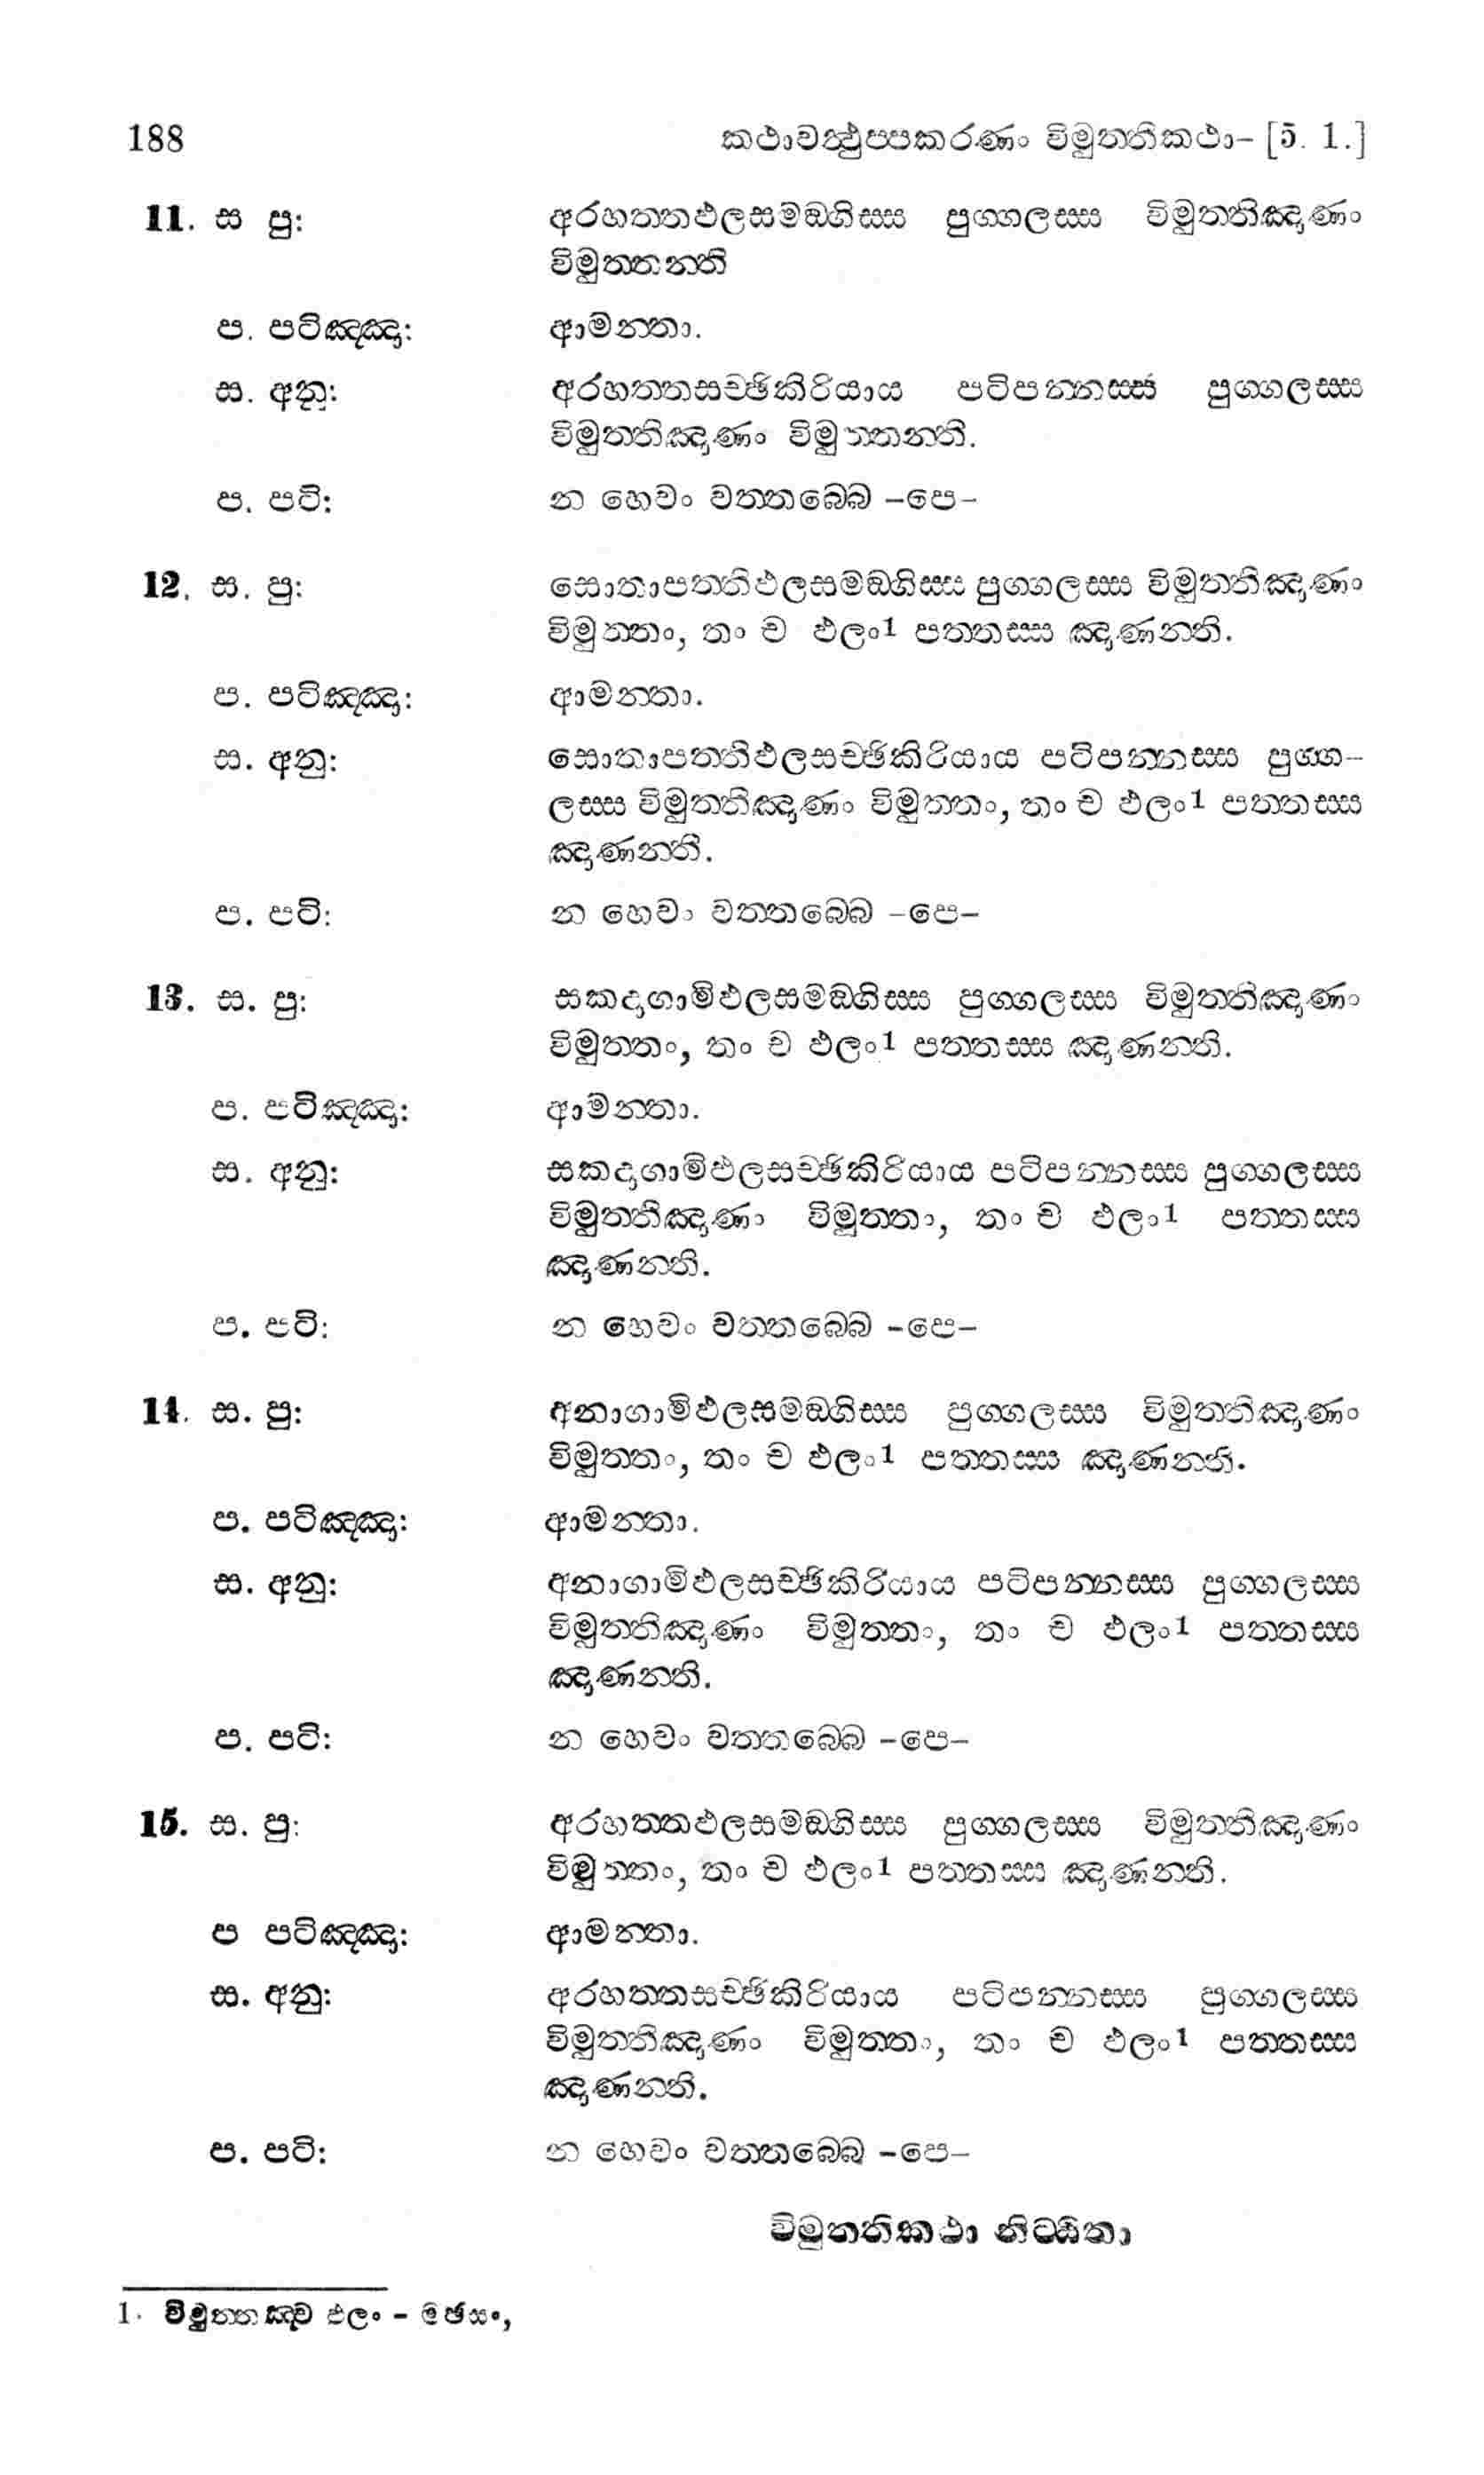 188 කථාවත්ථුප්පකරණං විමුත්තිකථා- [5. 1.]
11. ස පු: අරහත්තඵලසමඞ්ගිස්ස පුග්ගලස්ස විමුත්තිඤාණං
විමුත්තන්ති
ප. පටිඤ්ඤා: ආමන්තා.
ස. අනු: අරහත්තසච්ඡිකිරියාය පටිපන්නස්ස පුග්ගලස්ස
විමුත්තිඤාණං විමුත්තන්ති.
ප. පටි: න හෙවං වත්තබ්බෙ -පෙ-
12. ස. පු: සොතාපත්තිඵලසමඞ්ගිස්ස පුග්ගලස්ස විමුත්තිඤාණං
විමුත්තං, තං ච ඵලං1 පත්තස්ස ඤාණන්ති.
ප. පටිඤ්ඤා: ආමන්තා.
ස. අනු: සොතාපත්තිඵලසච්ඡිකිරියාය පටිපන්නස්ස පුග්ග-
ලස්ස විමුත්තිඤාණං විමුත්තං, තං ච ඵලං1 පත්තස්ස
ඤාණන්ති.
ප. පටි: න හෙවං වත්තබ්බෙ -පෙ-
13. ස. පු: සකදාගාමිඵලසමඞ්ගිස්ස පුග්ගලස්ස විමුත්තිඤාණං
විමුත්තං, තං ච ඵලං1 පත්තස්ස ඤාණන්ති.
ප. පටිඤ්ඤා: ආමන්තා.
ස. අනු: සකදාගාමිඵලසච්ඡිකිරියාය පටිපන්නස්ස පුග්ගලස්ස
විමුත්තිඤාණං විමුත්තං, තං ච ඵලං1 පත්තස්ස
ඤාණන්ති.
ප. පටි: න හෙවං වත්තබ්බෙ -පෙ-
14. ස. පු: අනාගාමිඵලසමඞ්ගිස්ස පුග්ගලස්ස විමුත්තිඤාණං
විමුත්තං, තං ච ඵලං1 පත්තස්ස ඤාණන්ති.
ප. පටිඤ්ඤා: ආමන්තා.
ස. අනු: අනාගාමිඵලසච්ඡිකිරියාය පටිපන්නස්ස පුග්ගලස්ස
විමුත්තිඤාණං විමුත්තං, තං ච ඵලං1 පත්තස්ස
ඤාණන්ති.
ප. පටි: න හෙවං වත්තබ්බෙ -පෙ-
15. ස. පු: අරහත්තඵලසමඞ්ගිස්ස පුග්ගලස්ස විමුත්තිඤාණං
විමුත්තං, තං ච ඵලං1 පත්තස්ස ඤාණන්ති.
ප පටිඤ්ඤා: ආමන්තා.
ස. අනු: අරහත්තසච්ඡිකිරියාය පටිපන්නස්ස පුග්ගලස්ස
විමුත්තිඤාණං විමුත්තං, තං ච ඵලං1 පත්තස්ස
ඤාණන්ති.
ප. පටි: න හෙවං වත්තබ්බෙ -පෙ-
විමුත්තිකථා නිට්ඨිතා
1. විමුත්තඤ්ච ඵලං - මජසං,